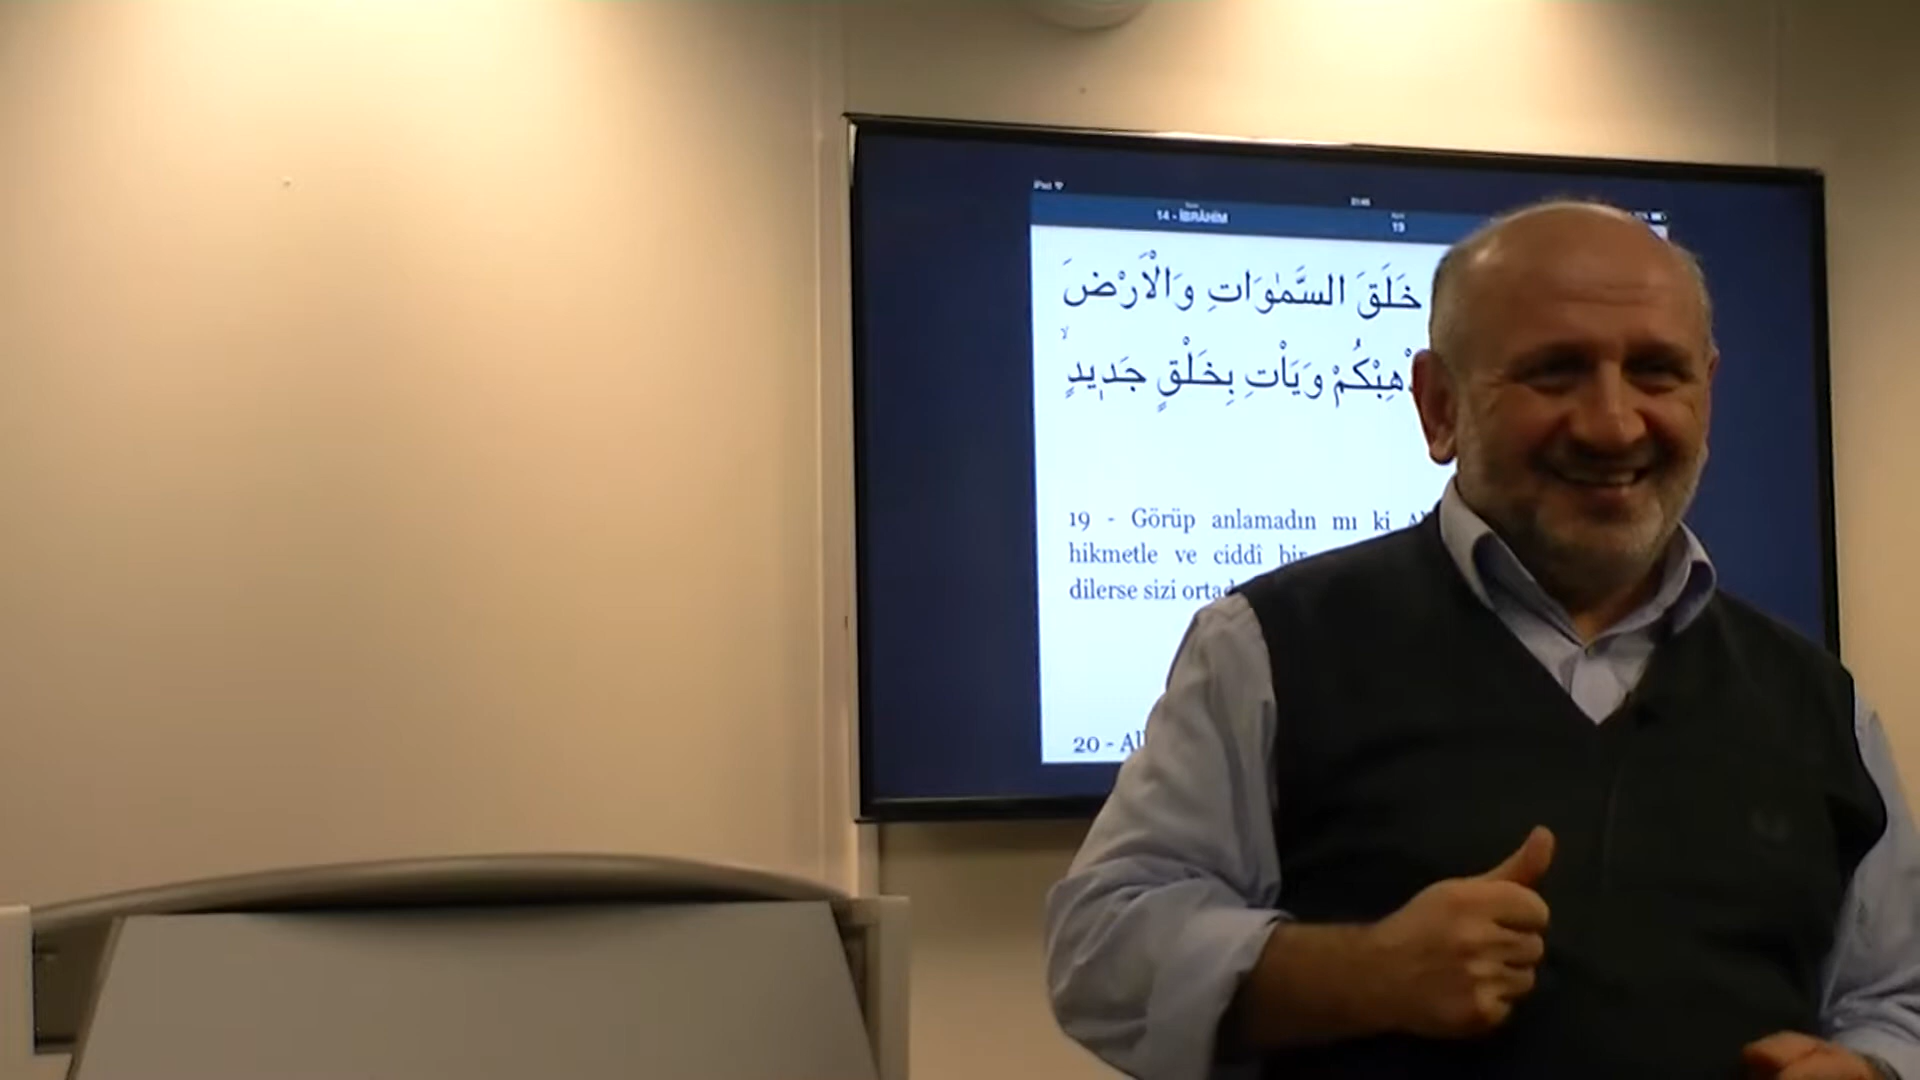 iPad
14 - İBRÂHİM
19
خَلَقَ السَّمٰوَاتِ وَالْاَرْضَ
هِبْكُمْ وَيَاْتِ بِخَلْقٍ جَد۪يدٍۙ
19 - Görüp anlamadın mı ki
hikmetle ve ciddî bir
dilerse sizi
20 -